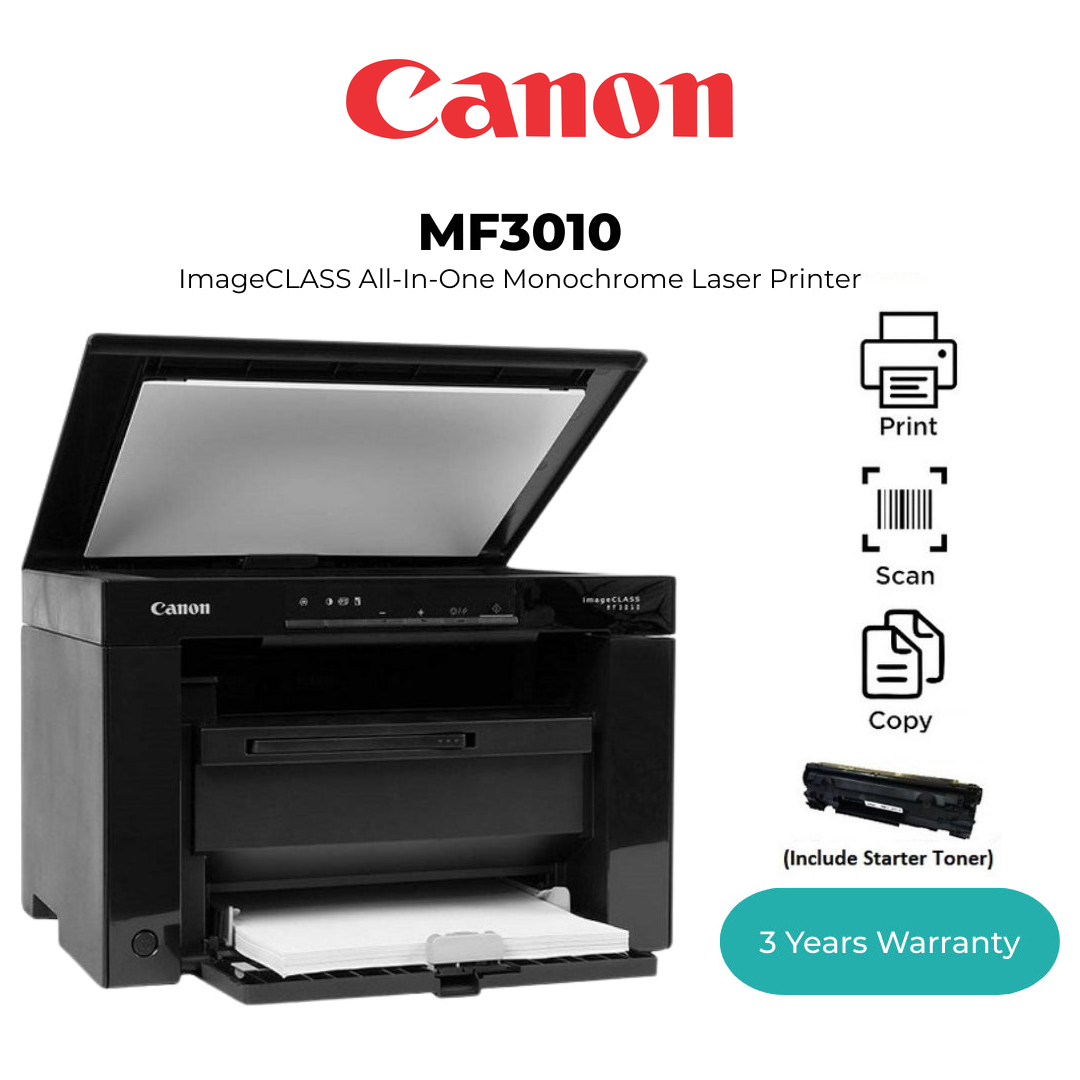 Canon
MF3010
ImageCLASS All-In-One Monochrome Laser Printer
Print
Scan
Copy
Canon
imageCLASS
MF3010
(Include Starter Toner)
3 Years Warranty